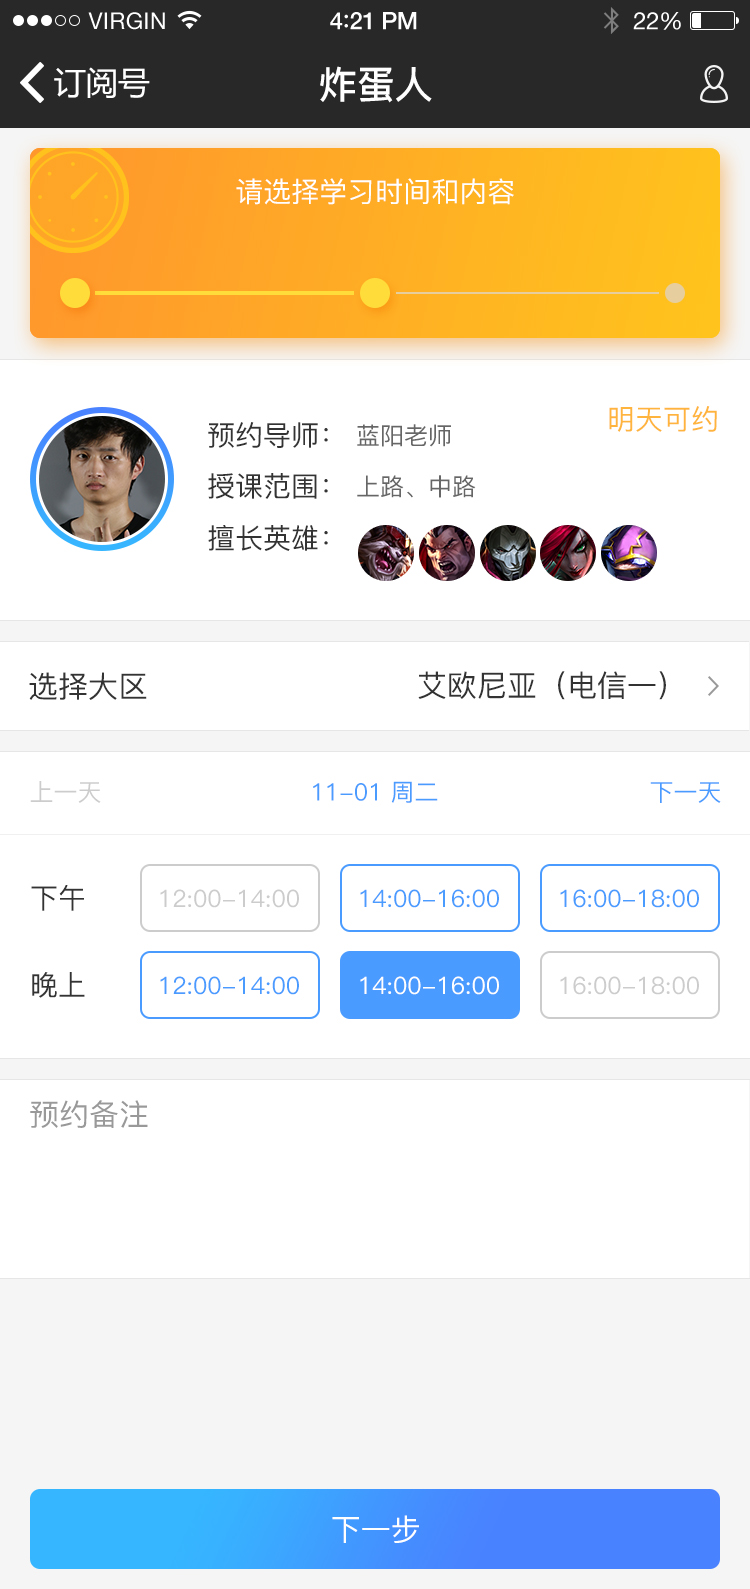 VIRGIN 4:21 PM 22%
订阅号 炸蛋人
请选择学习时间和内容
明天可约
预约导师： 蓝阳老师
授课范围： 上路、中路
擅长英雄：
选择大区 艾欧尼亚（电信一）
上一天 11-01 周二 下一天
下午 12:00-14:00 14:00-16:00 16:00-18:00
晚上 12:00-14:00 14:00-16:00 16:00-18:00
预约备注
下一步